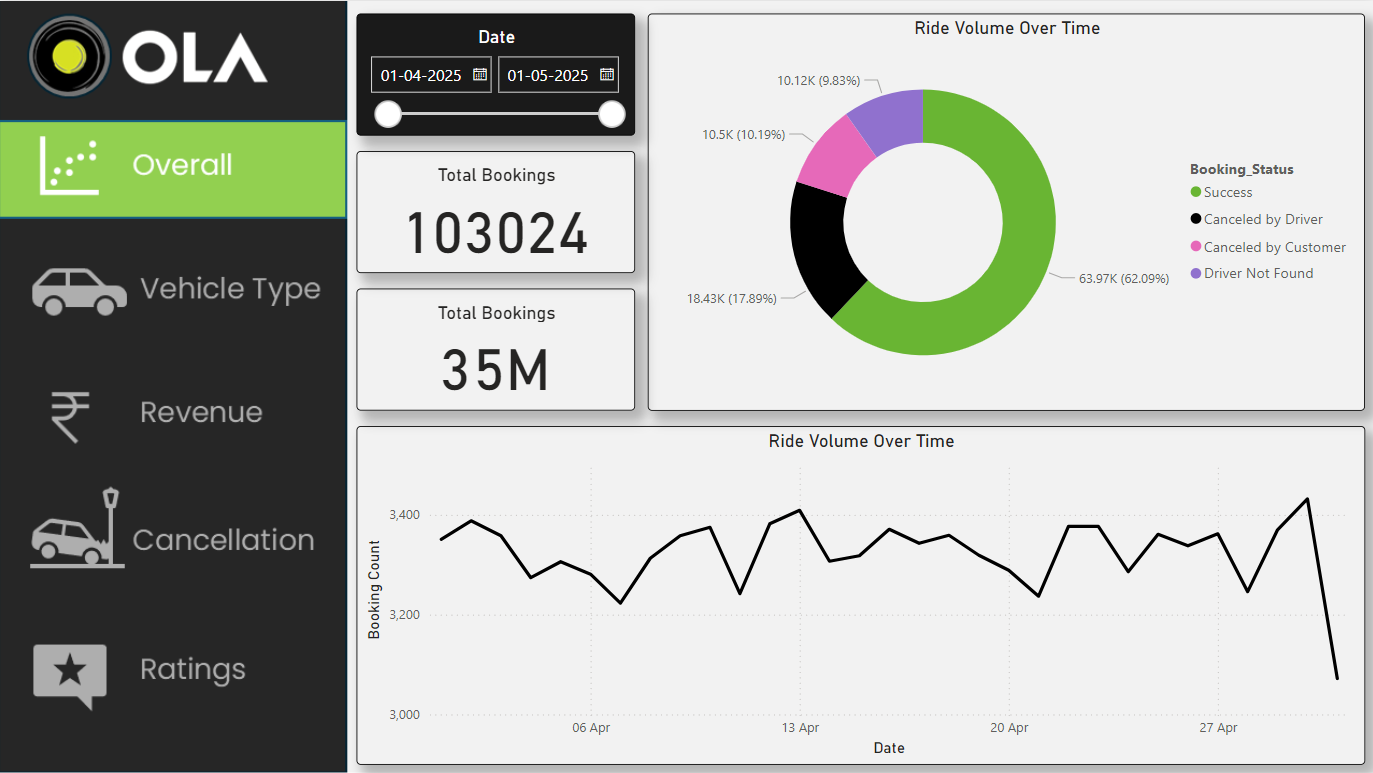 OLA
Overall
Vehicle Type
Revenue
Cancellation
Ratings
Date
01-04-2025
01-05-2025
Total Bookings
103024
Total Bookings
35M
Ride Volume Over Time
10.12K (9.83%)
10.5K (10.19%)
18.43K (17.89%)
63.97K (62.09%)
Booking_Status
Success
Canceled by Driver
Canceled by Customer
Driver Not Found
Ride Volume Over Time
Booking Count
3,400
3,200
3,000
06 Apr
13 Apr
20 Apr
27 Apr
Date